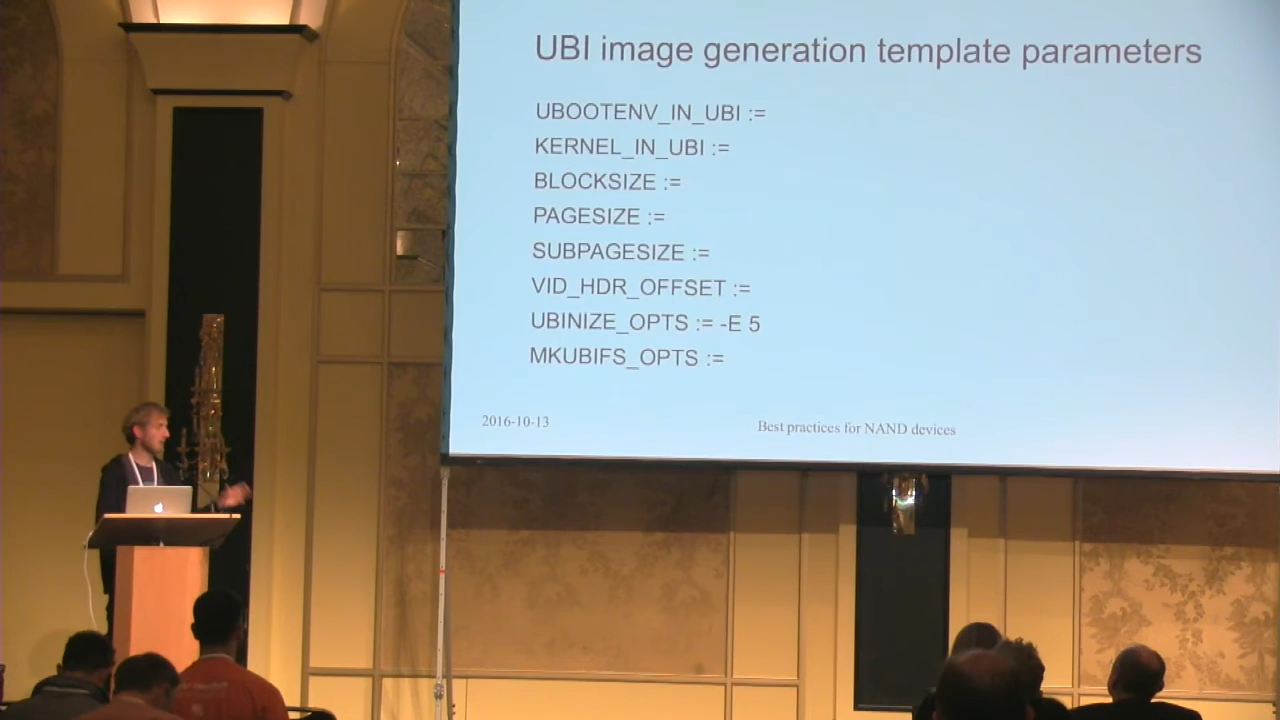 UBI image generation template parameters
UBOOTENV_IN_UBI :=
KERNEL_IN_UBI :=
BLOCKSIZE :=
PAGESIZE :=
SUBPAGESIZE :=
VID_HDR_OFFSET :=
UBINIZE_OPTS := -E 5
MKUBIFS_OPTS :=
2016-10-13
Best practices for NAND devices